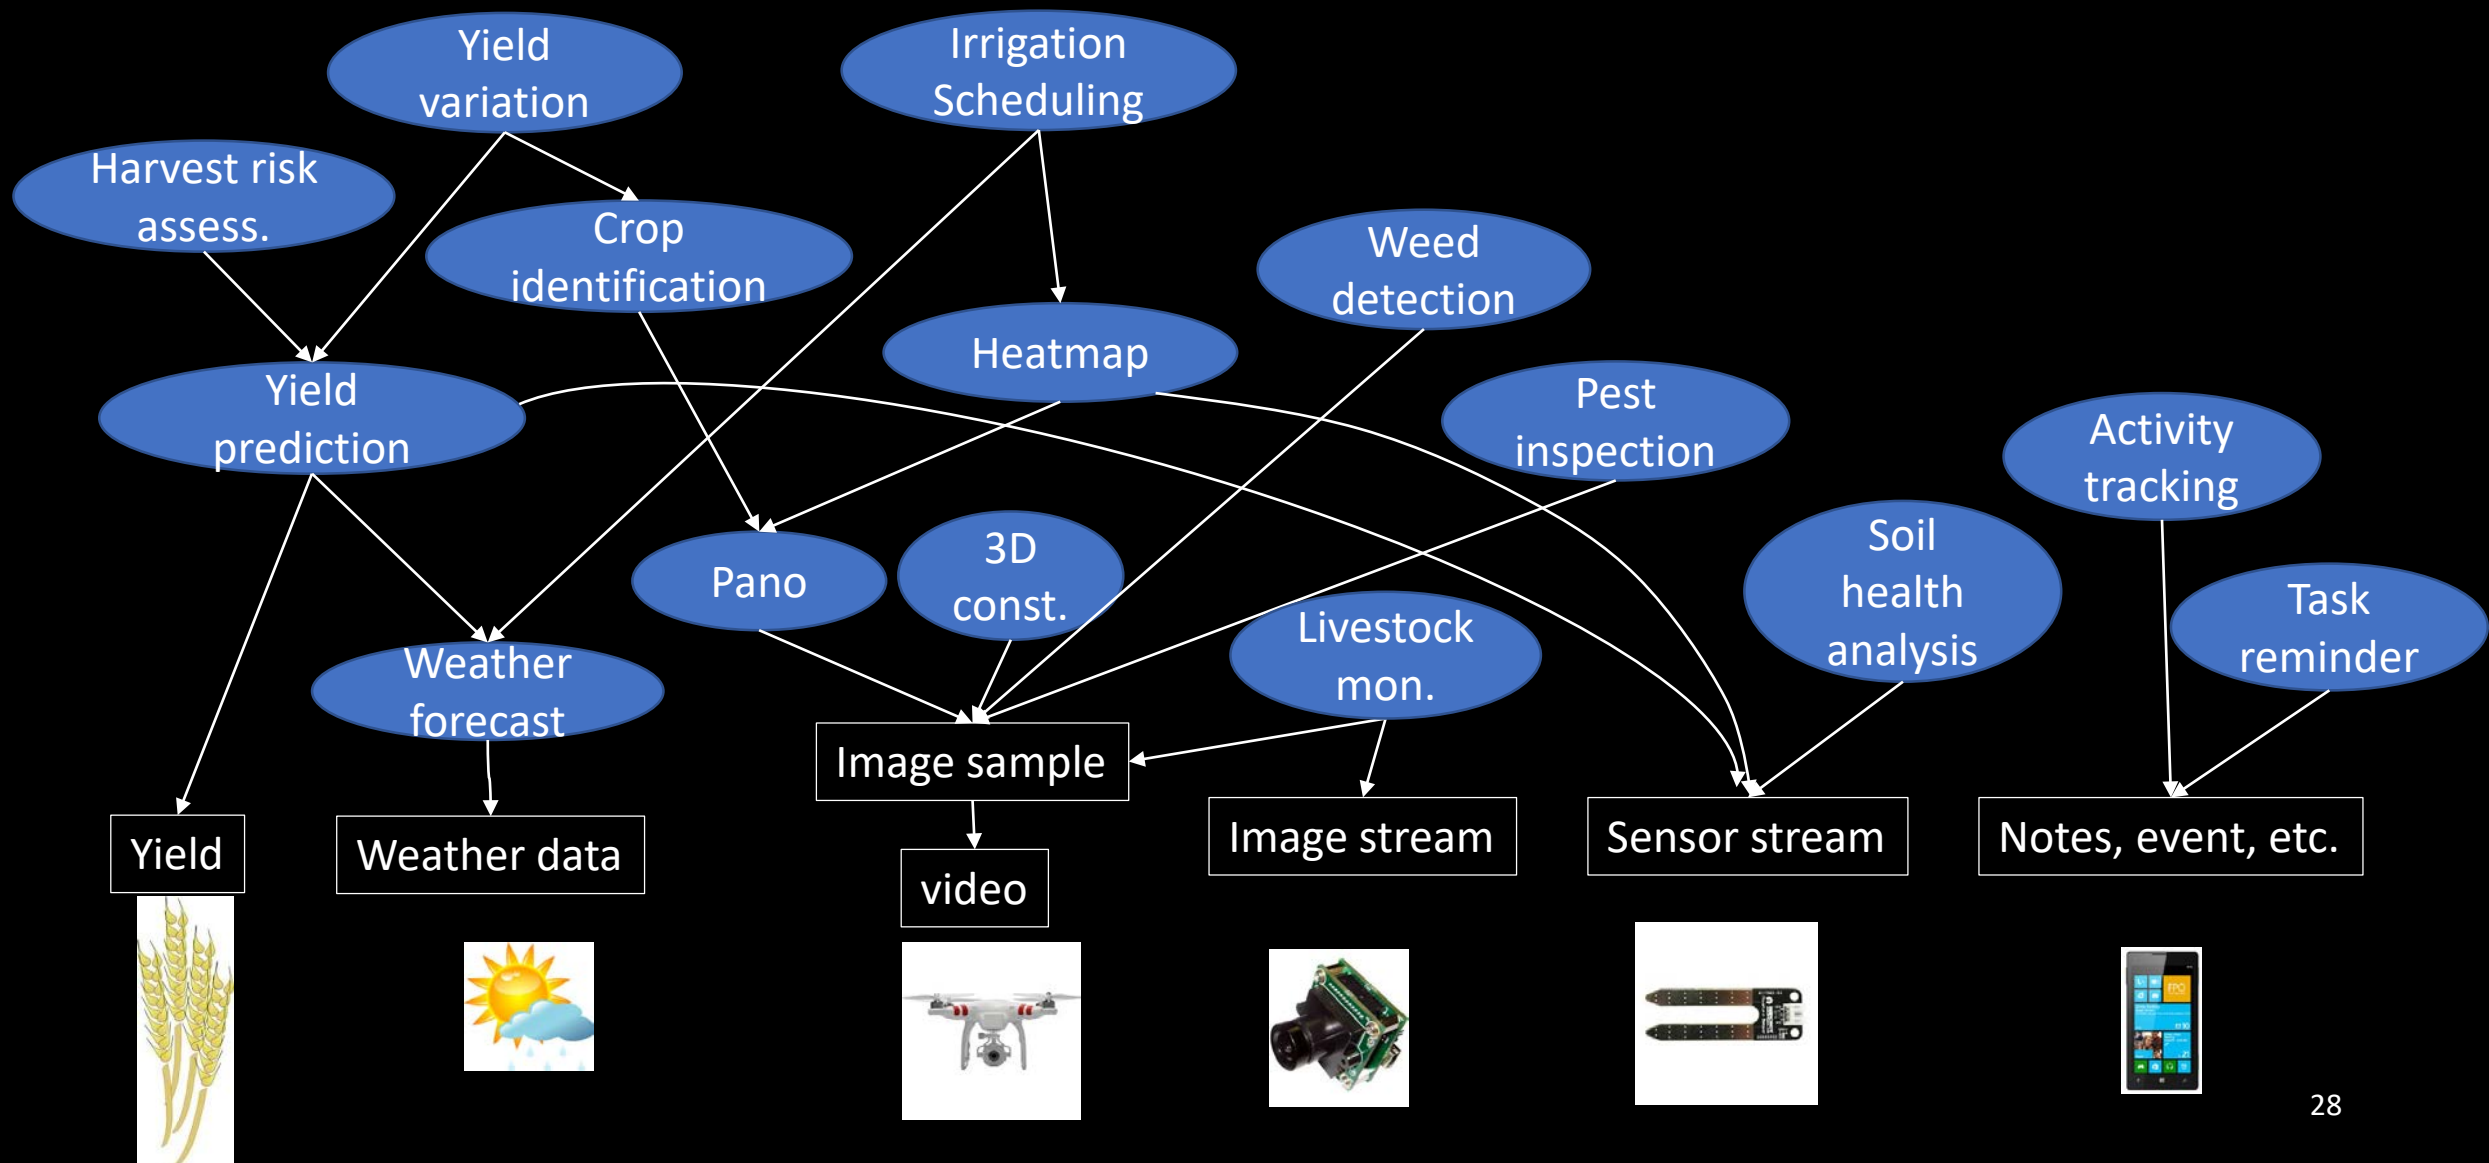 Yield
variation
Irrigation
Scheduling
Harvest risk
assess.
Crop
identification
Weed
detection
Heatmap
Yield
prediction
Pest
inspection
Activity
tracking
Pano
3D
const.
Soil
health
analysis
Livestock
mon.
Task
reminder
Weather
forecast
Image sample
Yield
Weather data
Image stream
Sensor stream
Notes, event, etc.
video
28